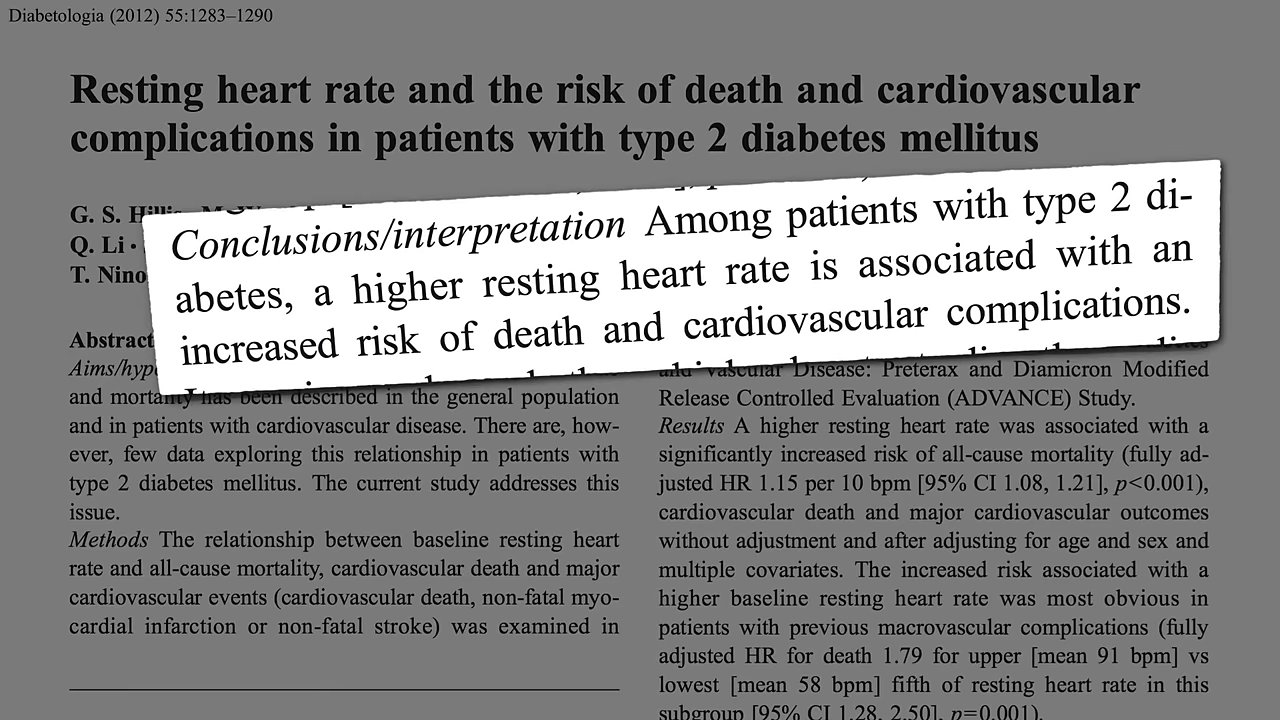 Diabetologia (2012) 55:1283–1290
Resting heart rate and the risk of death and cardiovascular
complications in patients with type 2 diabetes mellitus
G. S. Hillis
Q. Li •
T. Nino
Conclusions/interpretation Among patients with type 2 di-
abetes, a higher resting heart rate is associated with an
increased risk of death and cardiovascular complications.
Abstract
Aims/hyp
and mortality has been described in the general population
and in patients with cardiovascular disease. There are, how-
ever, few data exploring this relationship in patients with
type 2 diabetes mellitus. The current study addresses this
issue.
Methods The relationship between baseline resting heart
rate and all-cause mortality, cardiovascular death and major
cardiovascular events (cardiovascular death, non-fatal myo-
cardial infarction or non-fatal stroke) was examined in
and vascular Disease: Preterax and Diamicron Modified
Release Controlled Evaluation (ADVANCE) Study.
Results A higher resting heart rate was associated with a
significantly increased risk of all-cause mortality (fully ad-
justed HR 1.15 per 10 bpm [95% CI 1.08, 1.21], p<0.001),
cardiovascular death and major cardiovascular outcomes
without adjustment and after adjusting for age and sex and
multiple covariates. The increased risk associated with a
higher baseline resting heart rate was most obvious in
patients with previous macrovascular complications (fully
adjusted HR for death 1.79 for upper [mean 91 bpm] vs
lowest [mean 58 bpm] fifth of resting heart rate in this
subgroup [95% CI 1.28, 2.50], p=0.001).